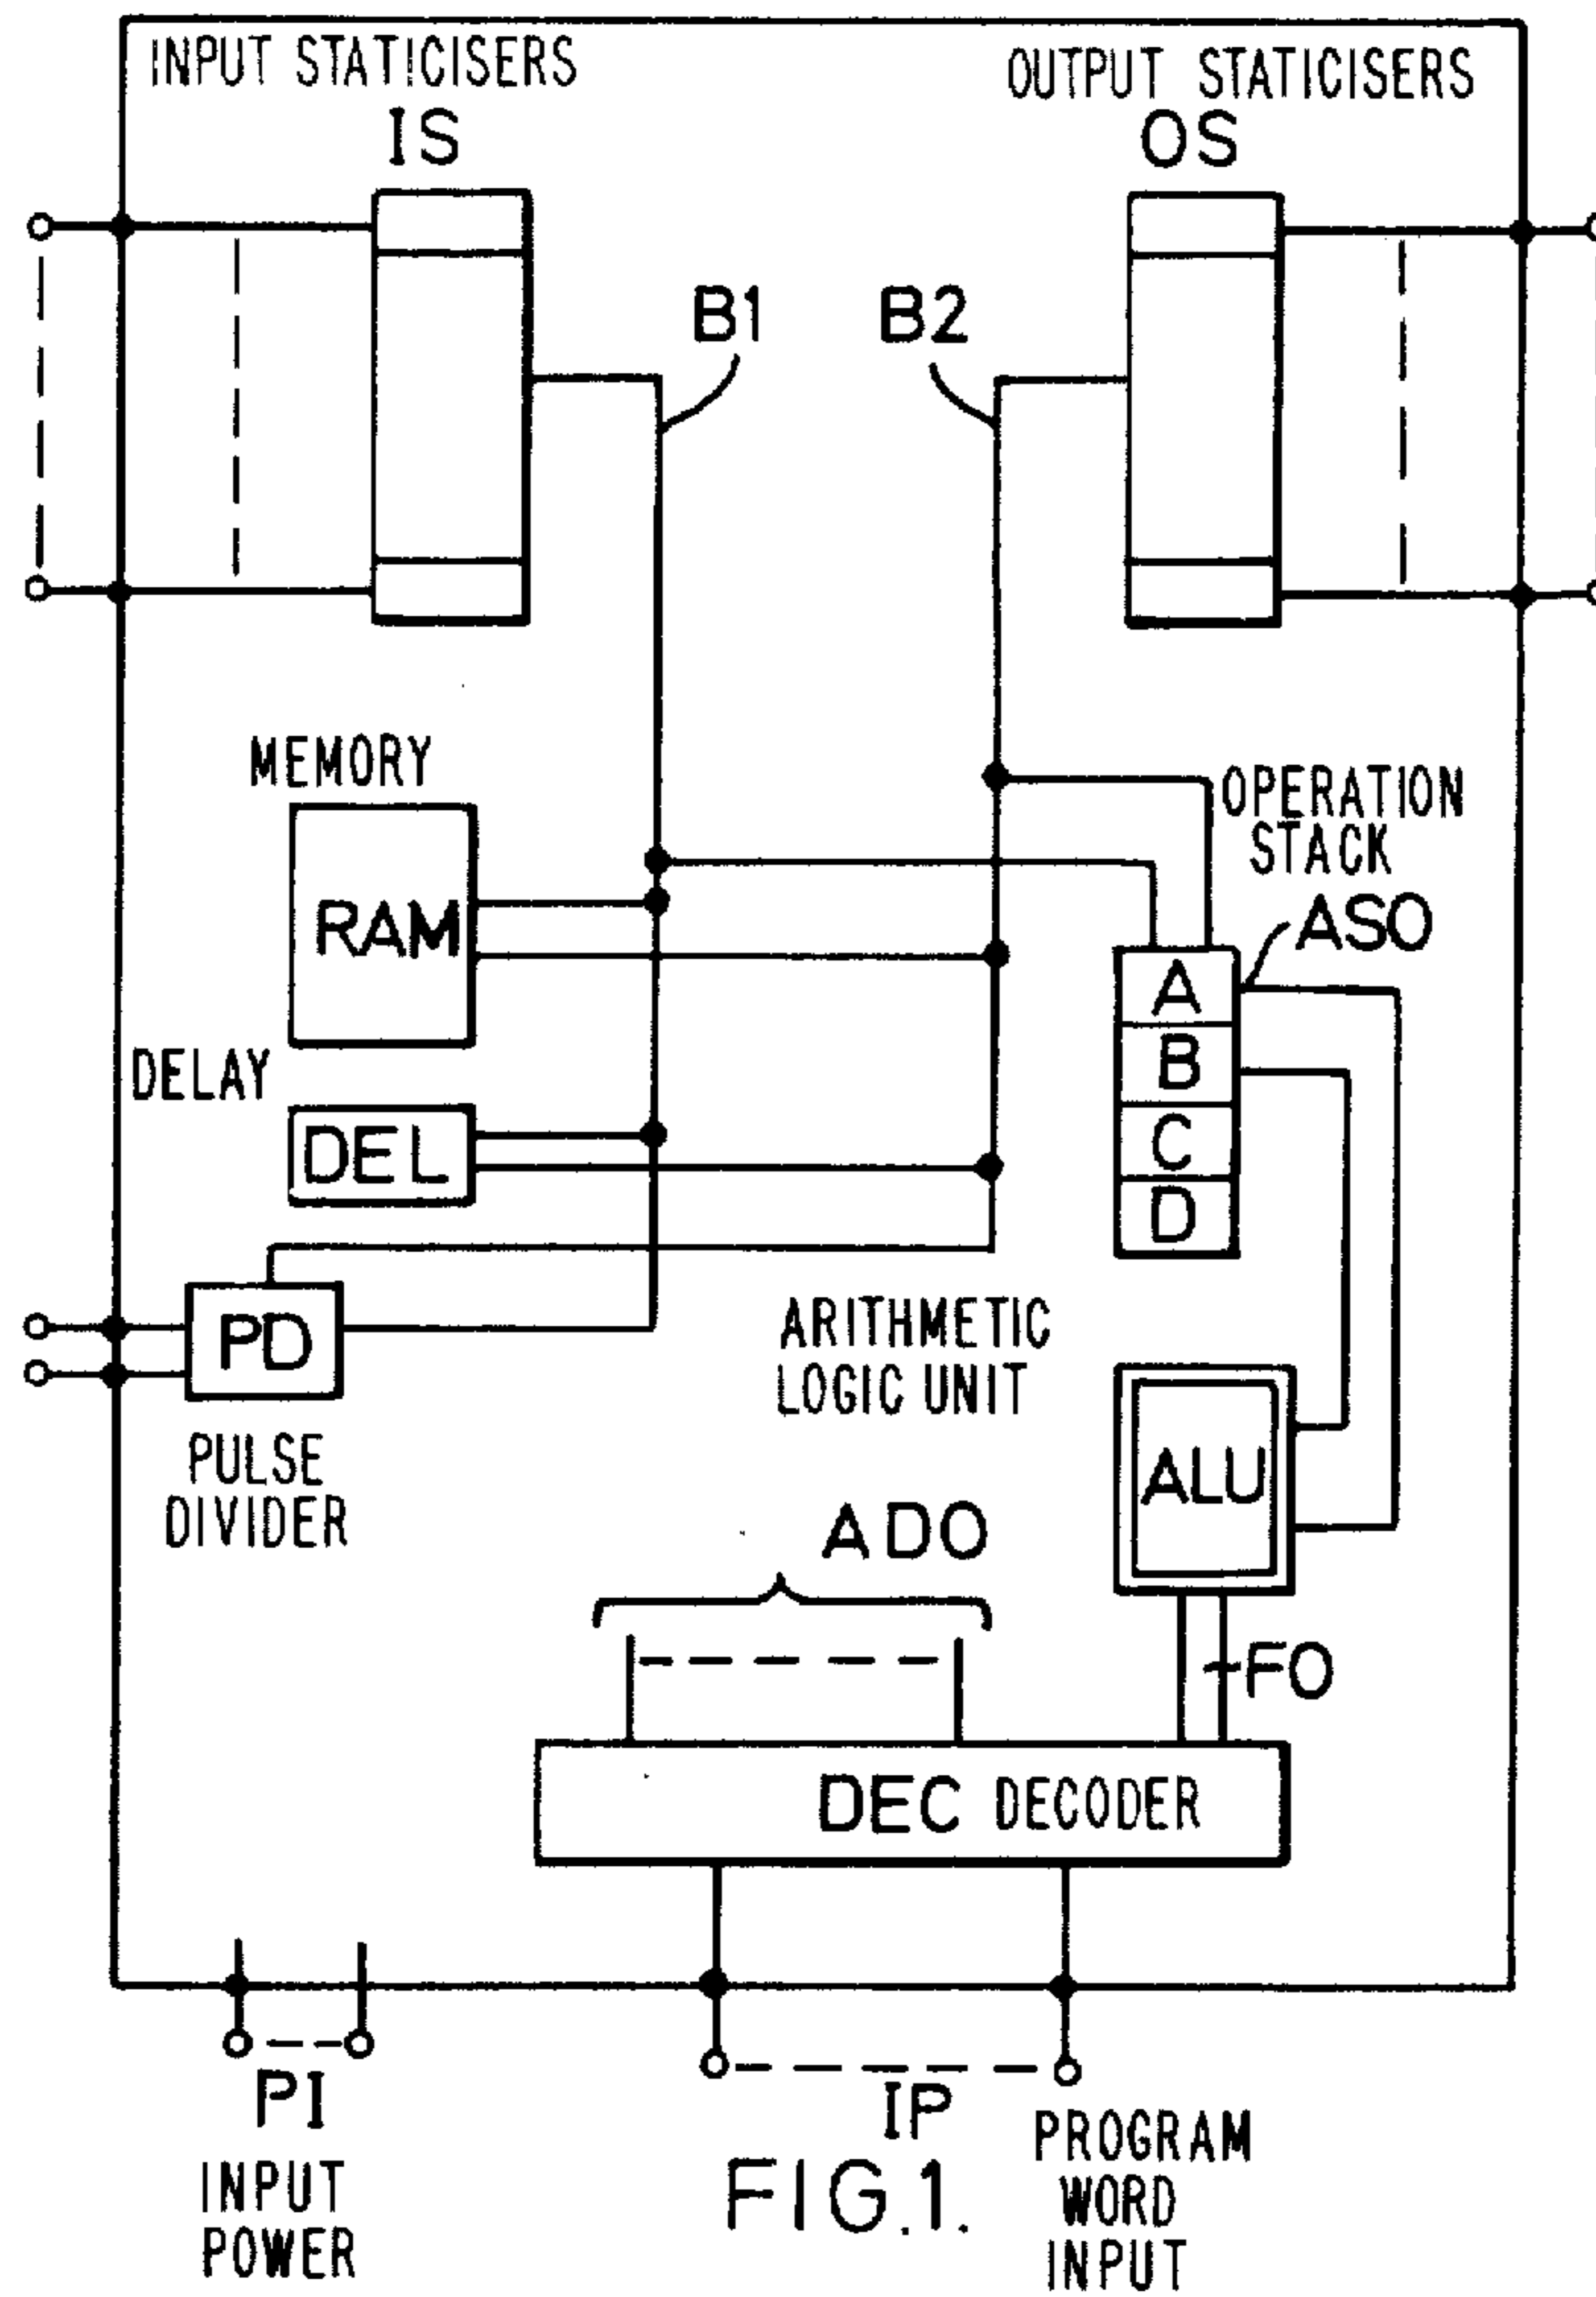 INPUT STATICISERS
IS
OUTPUT STATICISERS
OS
B1
B2
MEMORY
RAM
OPERATION
STACK
ASO
A
B
C
D
DELAY
DEL
PD
PULSE
DIVIDER
ARITHMETIC
LOGIC UNIT
ALU
ADO
FO
DEC DECODER
PI
INPUT
POWER
IP
PROGRAM
WORD
INPUT
FIG.1.